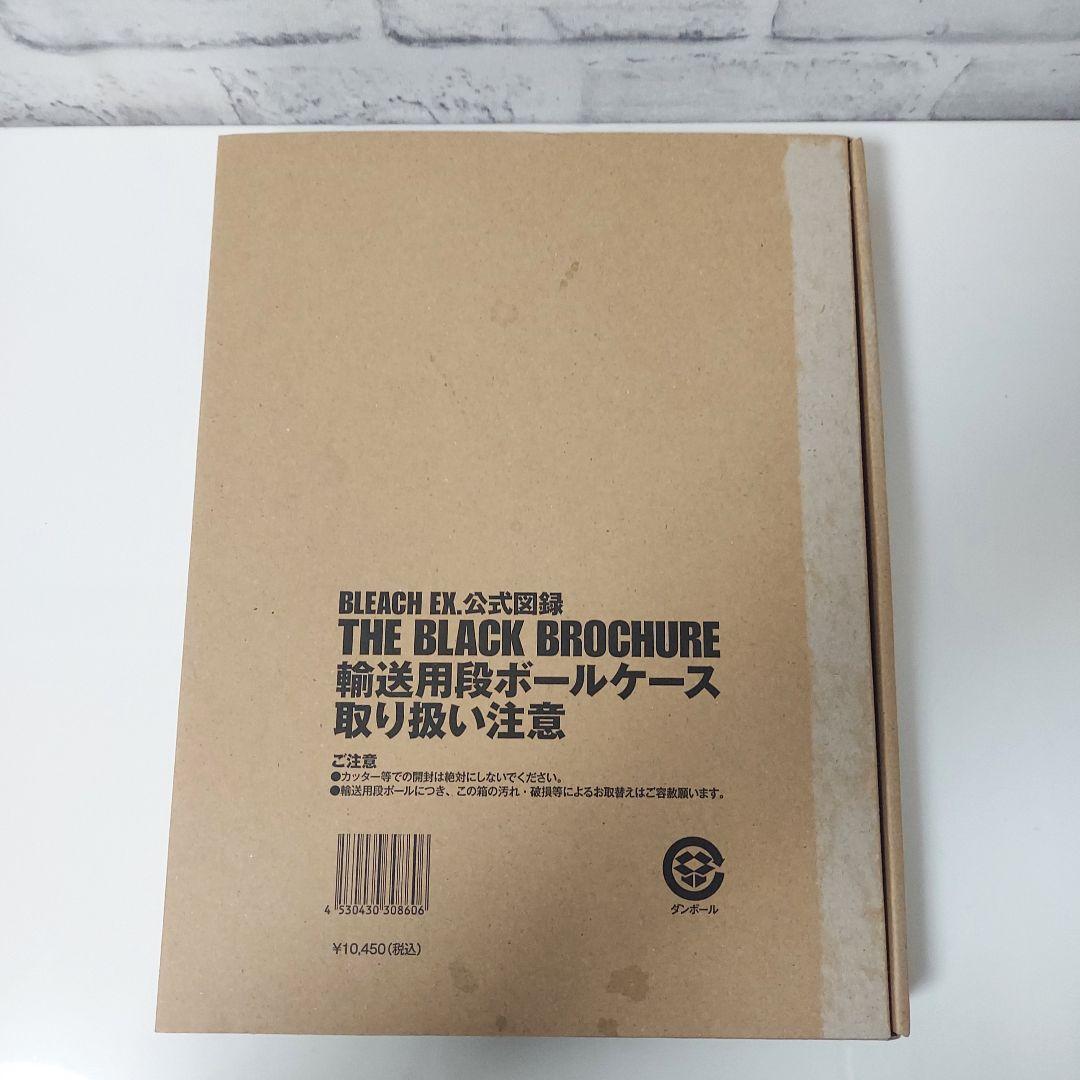 BLEACH EX.公式図録
THE BLACK BROCHURE
輸送用段ボールケース
取り扱い注意
ご注意
●カッター等での開封は絶対にしないでください。
●輸送用段ボールにつき、この箱の汚れ・破損等によるお取替えはご容赦願います。
4 530430 308606
ダンボール
¥10,450(税込)